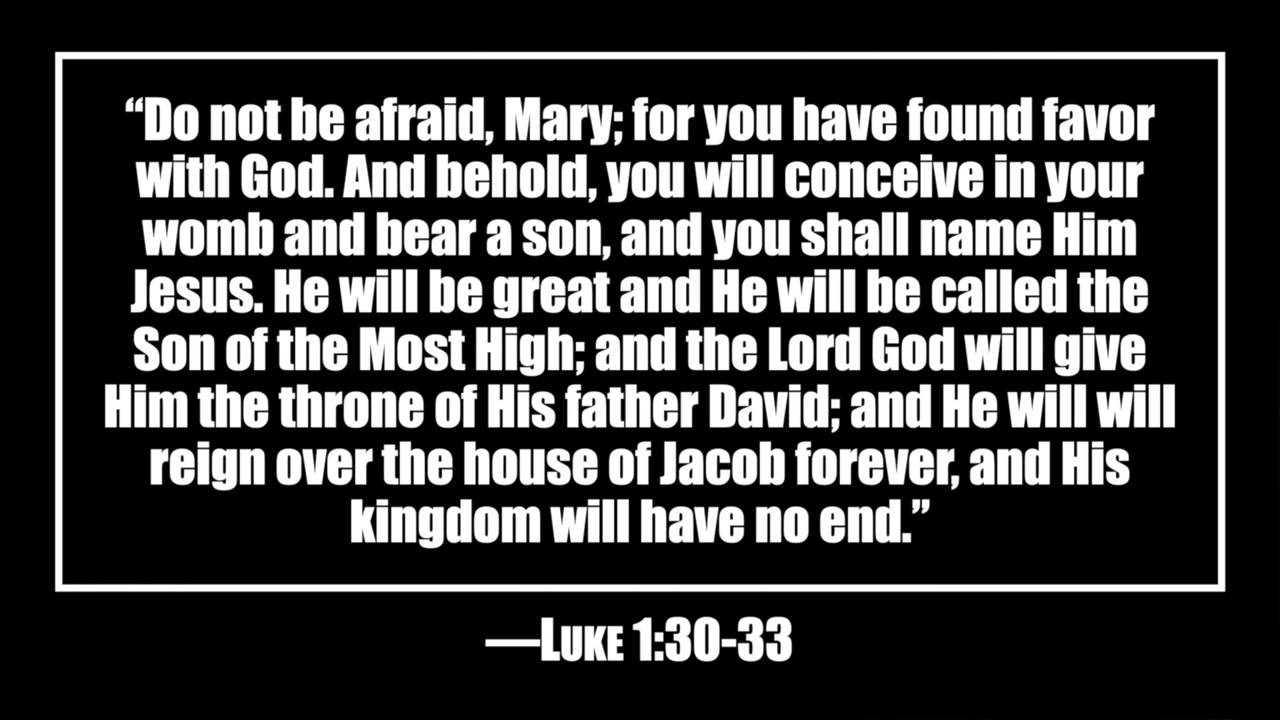 “Do not be afraid, Mary; for you have found favor
with God. And behold, you will conceive in your
womb and bear a son, and you shall name Him
Jesus. He will be great and He will be called the
Son of the Most High; and the Lord God will give
Him the throne of His father David; and He will will
reign over the house of Jacob forever, and His
kingdom will have no end.”
—Luke 1:30-33